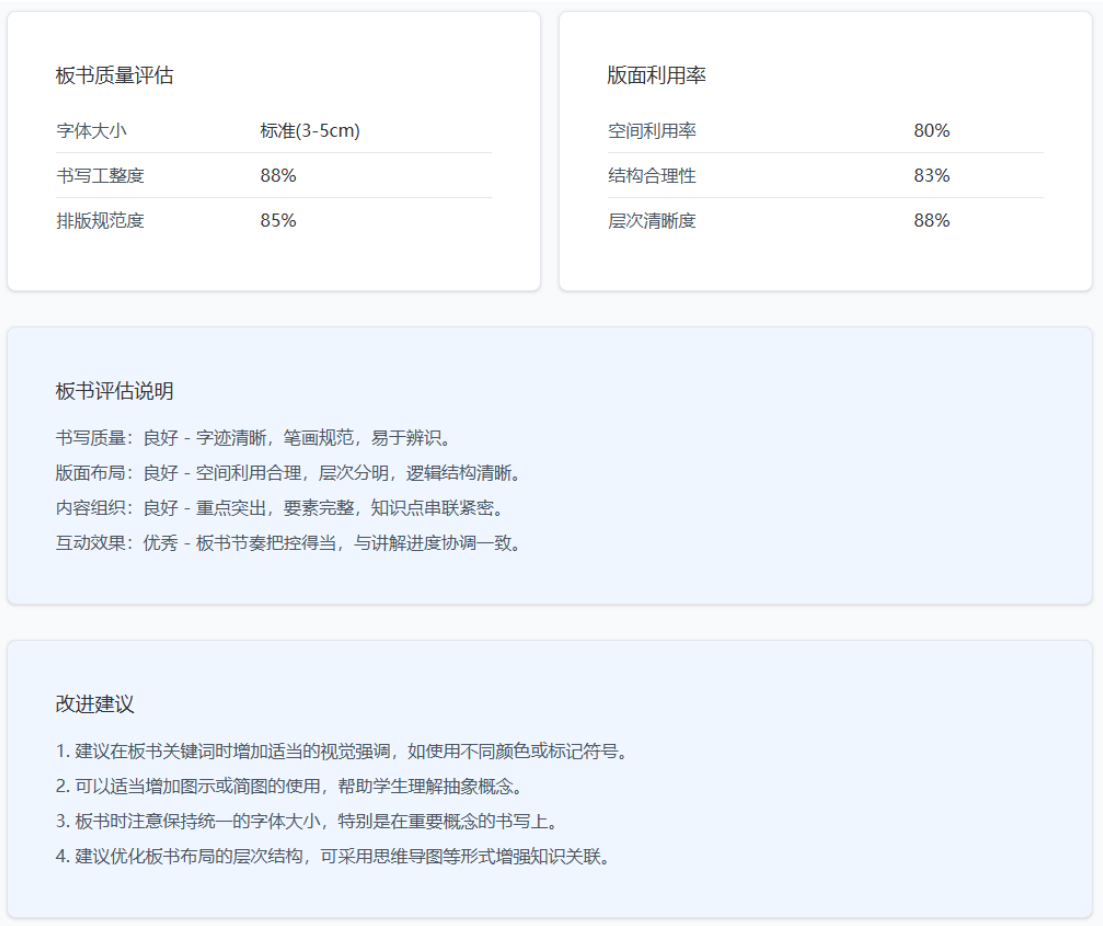 板书质量评估
字体大小 标准(3-5cm)
书写工整度 88%
排版规范度 85%
版面利用率
空间利用率 80%
结构合理性 83%
层次清晰度 88%
板书评估说明
书写质量：良好 - 字迹清晰，笔画规范，易于辨识。
版面布局：良好 - 空间利用合理，层次分明，逻辑结构清晰。
内容组织：良好 - 重点突出，要素完整，知识点串联紧密。
互动效果：优秀 - 板书节奏把控得当，与讲解进度协调一致。
改进建议
1. 建议在板书关键词时增加适当的视觉强调，如使用不同颜色或标记符号。
2. 可以适当增加图示或简图的使用，帮助学生理解抽象概念。
3. 板书时注意保持统一的字体大小，特别是在重要概念的书写上。
4. 建议优化板书布局的层次结构，可采用思维导图等形式增强知识关联。